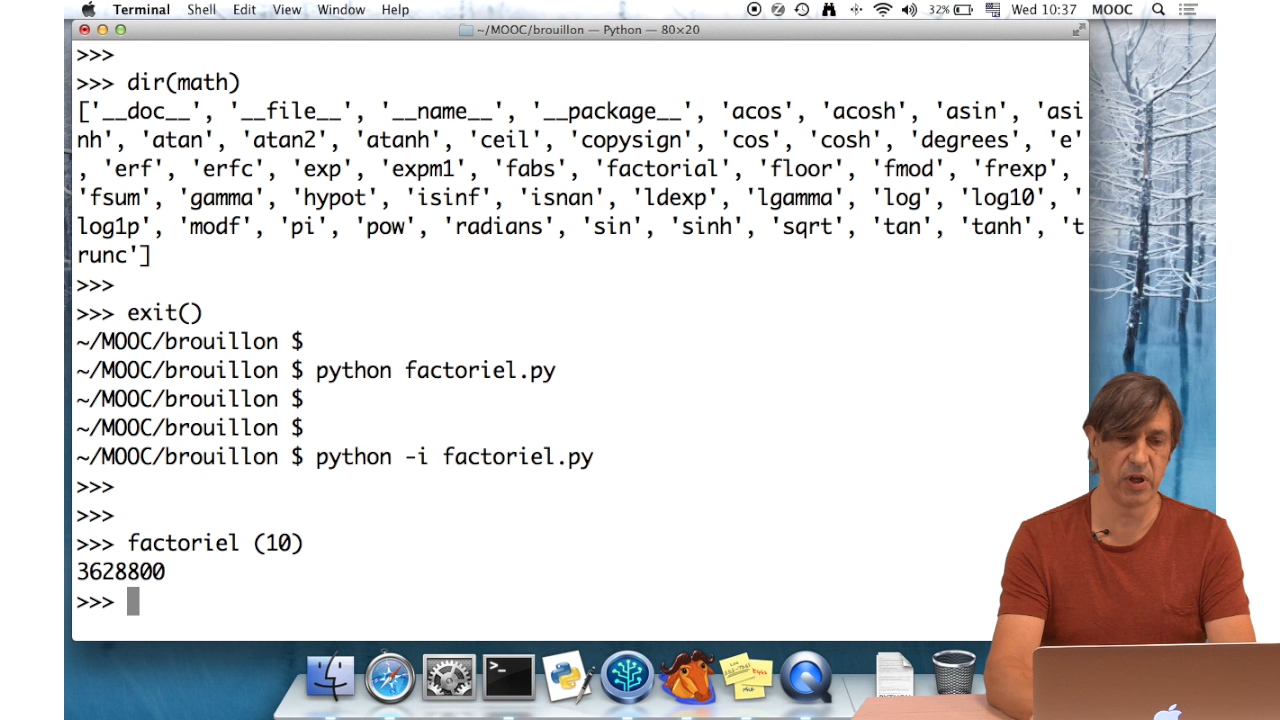 Terminal Shell Edit View Window Help 32% Wed 10:37 MOOC
~/MOOC/brouillon — Python — 80×20
>>>
>>> dir(math)
['__doc__', '__file__', '__name__', '__package__', 'acos', 'acosh', 'asin', 'asi
nh', 'atan', 'atan2', 'atanh', 'ceil', 'copysign', 'cos', 'cosh', 'degrees', 'e'
, 'erf', 'erfc', 'exp', 'expm1', 'fabs', 'factorial', 'floor', 'fmod', 'frexp',
'fsum', 'gamma', 'hypot', 'isinf', 'isnan', 'ldexp', 'lgamma', 'log', 'log10', '
log1p', 'modf', 'pi', 'pow', 'radians', 'sin', 'sinh', 'sqrt', 'tan', 'tanh', 't
runc']
>>>
>>> exit()
~/MOOC/brouillon $
~/MOOC/brouillon $ python factoriel.py
~/MOOC/brouillon $
~/MOOC/brouillon $
~/MOOC/brouillon $ python -i factoriel.py
>>>
>>>
>>> factoriel (10)
3628800
>>>